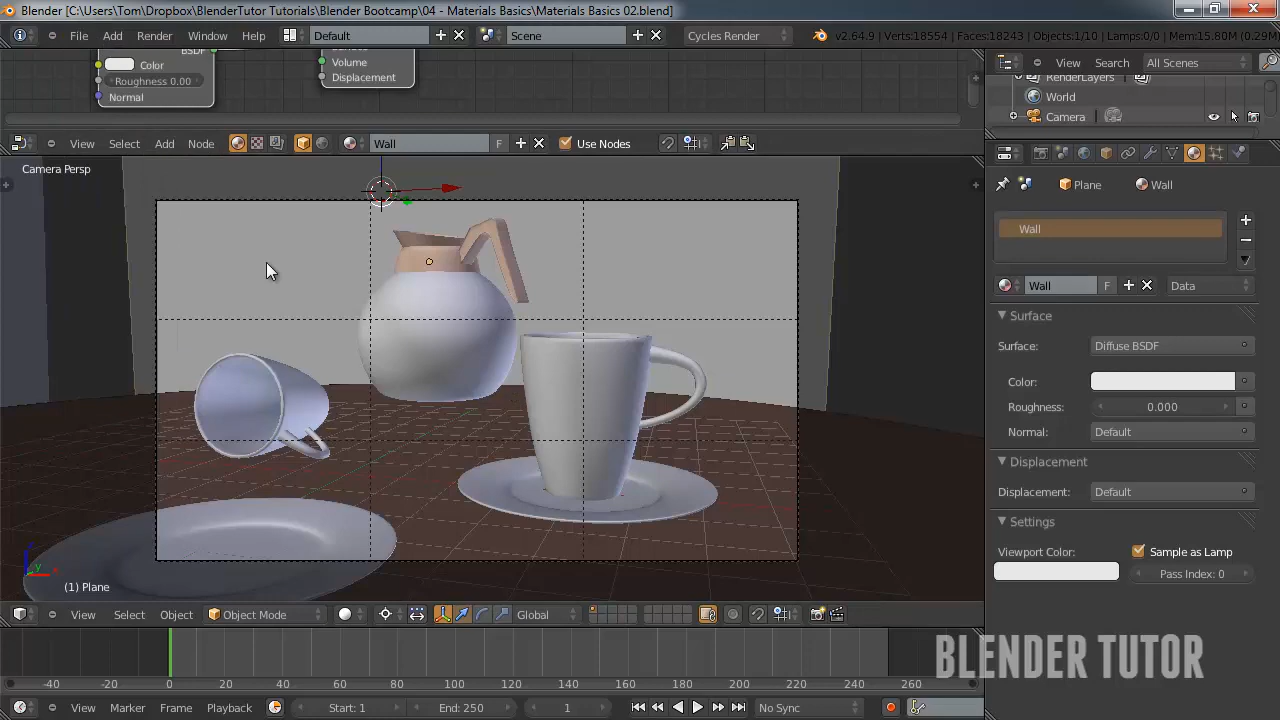 Blender [C:\Users\Tom\Dropbox\BlenderTutor Tutorials\Blender Bootcamp\04 - Materials Basics\Materials Basics 02.blend]
File Add Render Window Help Default Scene Cycles Render v2.64.9 | Verts:18554 | Faces:18243 | Objects:1/10 | Lamps:0/0 | Mem:15.80M (0.29M
BSDF
Color
Roughness 0.00
Normal
Volume
Displacement
View Search All Scenes
RenderLayers
World
Camera
View Select Add Node Wall F Use Nodes
Camera Persp
Plane Wall
Wall
Wall F Data
Surface
Surface: Diffuse BSDF
Color:
Roughness: 0.000
Normal: Default
Displacement
Displacement: Default
Settings
Viewport Color: Sample as Lamp
Pass Index: 0
z
y
x
(1) Plane
View Select Object Object Mode Global
BLENDER TUTOR
-40 -20 0 20 40 60 80 100 120 140 160 180 200 220 240 260
View Marker Frame Playback Start: 1 End: 250 1 No Sync